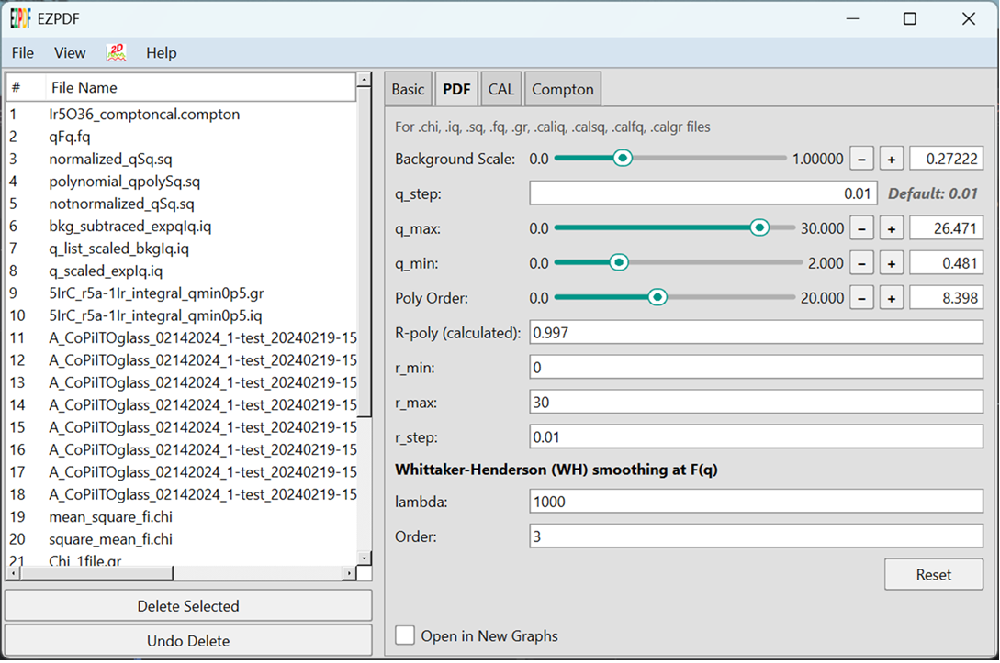 EZPDF EZPDF
File View 2D Help
# File Name
1 Ir5O36_comptoncal.compton
2 qFq.fq
3 normalized_qSq.sq
4 polynomial_qpolySq.sq
5 notnormalized_qSq.sq
6 bkg_subtraced_expqIq.iq
7 q_list_scaled_bkgIq.iq
8 q_scaled_expIq.iq
9 5IrC_r5a-1Ir_integral_qmin0p5.gr
10 5IrC_r5a-1Ir_integral_qmin0p5.iq
11 A_CoPiITOglass_02142024_1-test_20240219-15
12 A_CoPiITOglass_02142024_1-test_20240219-15
13 A_CoPiITOglass_02142024_1-test_20240219-15
14 A_CoPiITOglass_02142024_1-test_20240219-15
15 A_CoPiITOglass_02142024_1-test_20240219-15
16 A_CoPiITOglass_02142024_1-test_20240219-15
17 A_CoPiITOglass_02142024_1-test_20240219-15
18 A_CoPiITOglass_02142024_1-test_20240219-15
19 mean_square_fi.chi
20 square_mean_fi.chi
21 Chi_1file.gr
Delete Selected
Undo Delete
Basic PDF CAL Compton
For .chi, .iq, .sq, .fq, .gr, .caliq, .calsq, .calfq, .calgr files
Background Scale: 0.0 1.00000 - + 0.27222
q_step: 0.01 Default: 0.01
q_max: 0.0 30.000 - + 26.471
q_min: 0.0 2.000 - + 0.481
Poly Order: 0.0 20.000 - + 8.398
R-poly (calculated): 0.997
r_min: 0
r_max: 30
r_step: 0.01
Whittaker-Henderson (WH) smoothing at F(q)
lambda: 1000
Order: 3
Reset
Open in New Graphs